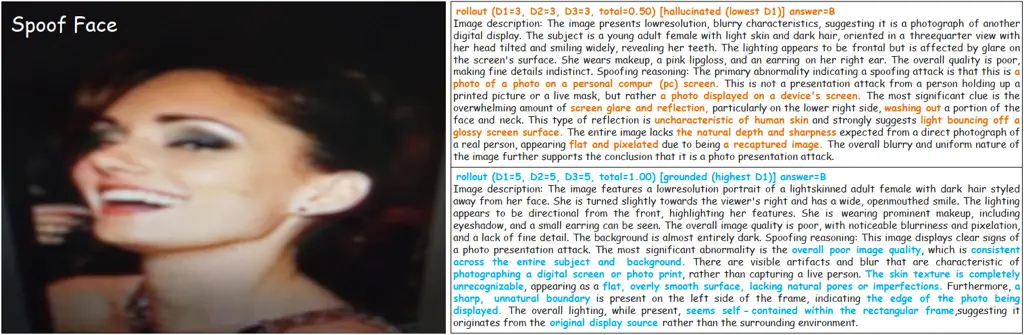 Spoof Face
rollout (D1=3, D2=3, D3=3, total=0.50) [hallucinated (lowest D1)] answer=B
Image description: The image presents lowresolution, blurry characteristics, suggesting it is a photograph of another
digital display. The subject is a young adult female with light skin and dark hair, oriented in a threequarter view with
her head tilted and smiling widely, revealing her teeth. The lighting appears to be frontal but is affected by glare on
the screen's surface. She wears makeup, a pink lipgloss, and an earring on her right ear. The overall quality is poor,
making fine details indistinct. Spoofing reasoning: The primary abnormality indicating a spoofing attack is that this is a
photo of a photo on a personal compur (pc) screen. This is not a presentation attack from a person holding up a
printed picture or a live mask, but rather a photo displayed on a device's screen. The most significant clue is the
overwhelming amount of screen glare and reflection, particularly on the lower right side, washing out a portion of the
face and neck. This type of reflection is uncharacteristic of human skin and strongly suggests light bouncing off a
glossy screen surface. The entire image lacks the natural depth and sharpness expected from a direct photograph of
a real person, appearing flat and pixelated due to being a recaptured image. The overall blurry and uniform nature of
the image further supports the conclusion that it is a photo presentation attack.
rollout (D1=5, D2=5, D3=5, total=1.00) [grounded (highest D1)] answer=B
Image description: The image features a lowresolution portrait of a lightskinned adult female with dark hair styled
away from her face. She is turned slightly towards the viewer's right and has a wide, openmouthed smile. The lighting
appears to be directional from the front, highlighting her features. She is wearing prominent makeup, including
eyeshadow, and a small earring can be seen. The overall image quality is poor, with noticeable blurriness and pixelation,
and a lack of fine detail. The background is almost entirely dark. Spoofing reasoning: This image displays clear signs of
a photo presentation attack. The most significant abnormality is the overall poor image quality, which is consistent
across the entire subject and background. There are visible artifacts and blur that are characteristic of
photographing a digital screen or photo print, rather than capturing a live person. The skin texture is completely
unrecognizable, appearing as a flat, overly smooth surface, lacking natural pores or imperfections. Furthermore, a
sharp, unnatural boundary is present on the left side of the frame, indicating the edge of the photo being
displayed. The overall lighting, while present, seems self-contained within the rectangular frame,suggesting it
originates from the original display source rather than the surrounding environment.